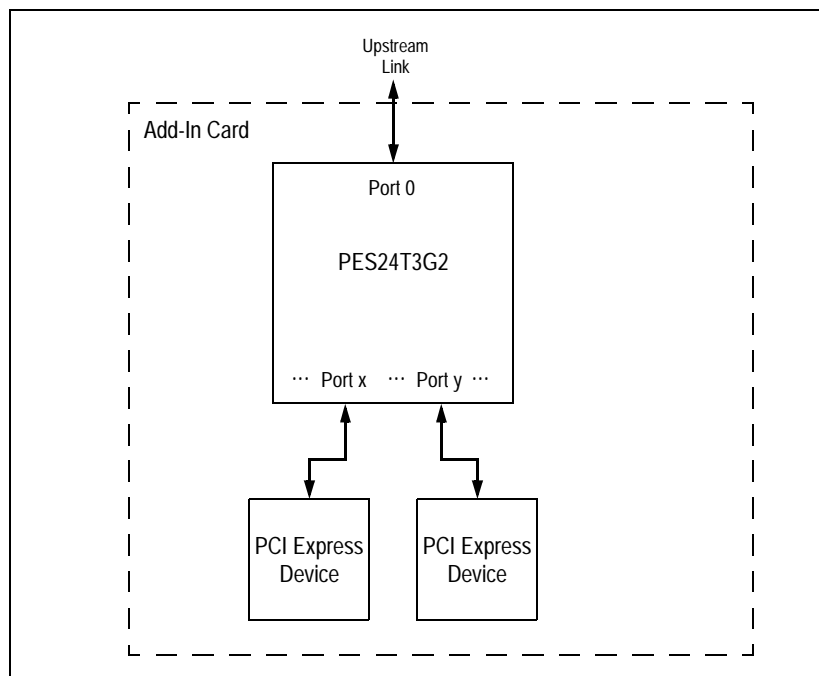 Upstream
Link
Add-In Card
Port 0
PES24T3G2
··· Port x ··· Port y ···
PCI Express
Device
PCI Express
Device